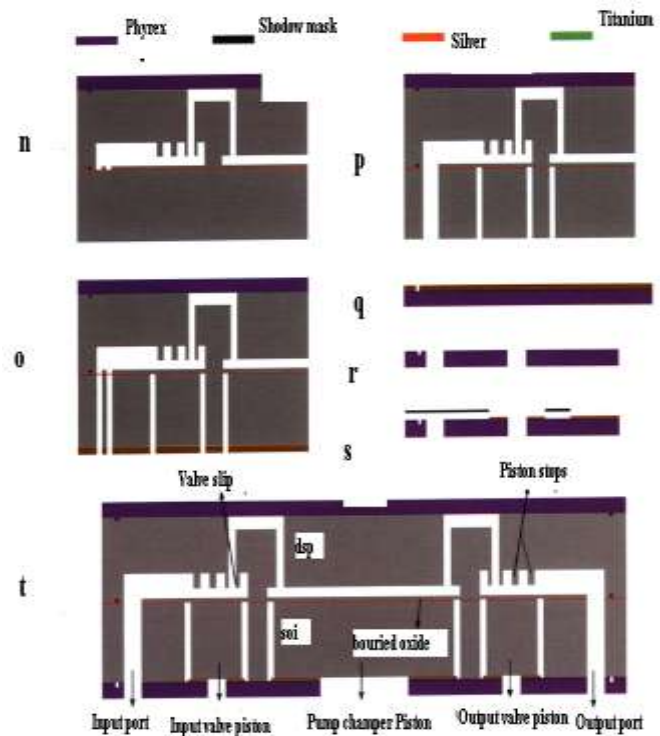 Phyrex
Shodow mask
Silver
Titanium
n
p
o
q
r
s
Valve slip
Piston stops
t
dsp
soi
bouried oxide
Input port
Input valve piston
Pump champer Piston
Output valve piston
Output port